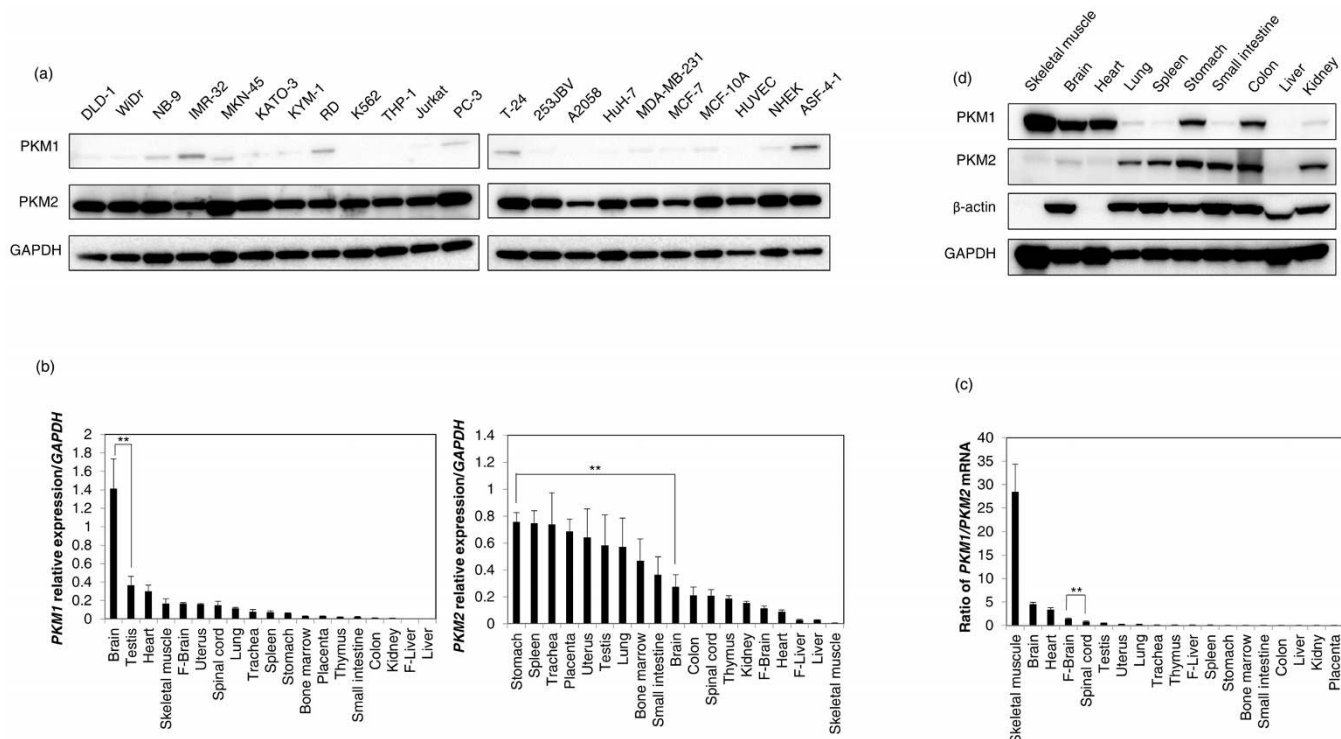 (a)
DLD-1
WiDr
NB-9
IMR-32
MKN-45
KATO-3
KYM-1
RD
K562
THP-1
Jurkat
PC-3
T-24
253JBV
A2058
HuH-7
MDA-MB-231
MCF-7
MCF-10A
HUVEC
NHEK
ASF-4-1
PKM1
PKM2
GAPDH
(d)
Skeletal muscle
Brain
Heart
Lung
Spleen
Stomach
Small intestine
Colon
Liver
Kidney
PKM1
PKM2
β-actin
GAPDH
(b)
PKM1 relative expression/GAPDH
2
1.8
1.6
1.4
1.2
1
0.8
0.6
0.4
0.2
0
**
Brain
Testis
Heart
Skeletal muscle
F-Brain
Uterus
Spinal cord
Lung
Trachea
Spleen
Stomach
Bone marrow
Placenta
Thymus
Small intestine
Colon
Kidney
F-Liver
Liver
PKM2 relative expression/GAPDH
1.4
1.2
1
0.8
0.6
0.4
0.2
0
**
Stomach
Spleen
Trachea
Placenta
Uterus
Testis
Lung
Bone marrow
Small intestine
Brain
Colon
Spinal cord
Thymus
Kidney
F-Brain
Heart
F-Liver
Liver
Skeletal muscle
(c)
Ratio of PKM1/PKM2 mRNA
40
35
30
25
20
15
10
5
0
**
Skeletal muscule
Brain
Heart
F-Brain
Spinal cord
Testis
Uterus
Lung
Trachea
Thymus
F-Liver
Spleen
Stomach
Bone marrow
Small intestine
Colon
Liver
Kidny
Placenta